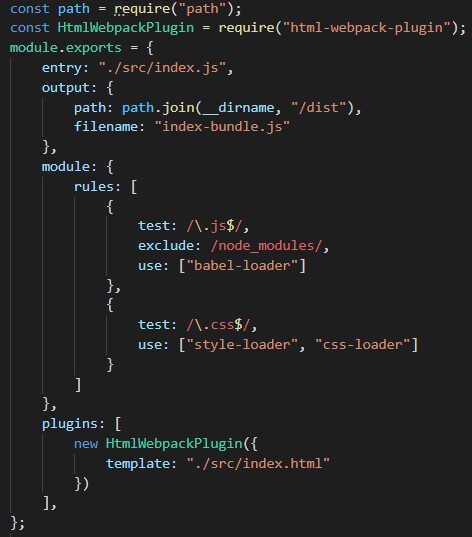 const path = require("path");
const HtmlWebpackPlugin = require("html-webpack-plugin");
module.exports = {
    entry: "./src/index.js",
    output: {
        path: path.join(__dirname, "/dist"),
        filename: "index-bundle.js"
    },
    module: {
        rules: [
            {
                test: /\.js$/,
                exclude: /node_modules/,
                use: ["babel-loader"]
            },
            {
                test: /\.css$/,
                use: ["style-loader", "css-loader"]
            }
        ]
    },
    plugins: [
        new HtmlWebpackPlugin({
            template: "./src/index.html"
        })
    ],
};